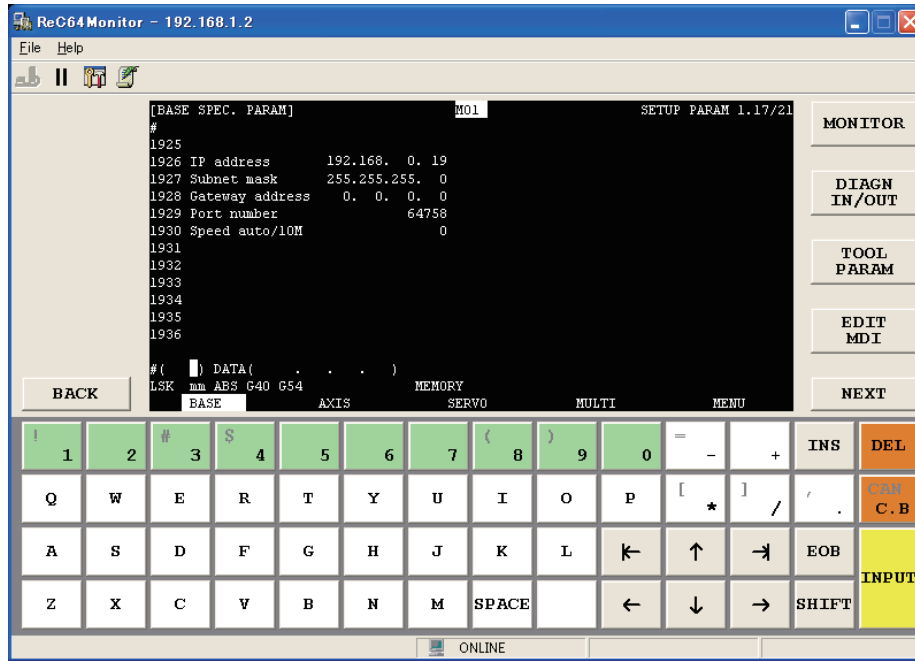 ReC64Monitor - 192.168.1.2
File Help
[BASE SPEC. PARAM] M01 SETUP PARAM 1.17/21
#
1925
1926 IP address 192.168. 0. 19
1927 Subnet mask 255.255.255. 0
1928 Gateway address 0. 0. 0. 0
1929 Port number 64758
1930 Speed auto/10M 0
1931
1932
1933
1934
1935
1936
#( ) DATA( . . . )
LSK mm ABS G40 G54 MEMORY
BASE AXIS SERVO MULTI MENU
MONITOR
DIAGN
IN/OUT
TOOL
PARAM
EDIT
MDI
BACK
NEXT
! 1 2 # 3 $ 4 5 6 7 ( 8 ) 9 0 = - + INS DEL
Q W E R T Y U I O P [ * ] / , . CAN C.B
A S D F G H J K L ⇤ ↑ ⇥ EOB INPUT
Z X C V B N M SPACE ← ↓ → SHIFT
ONLINE